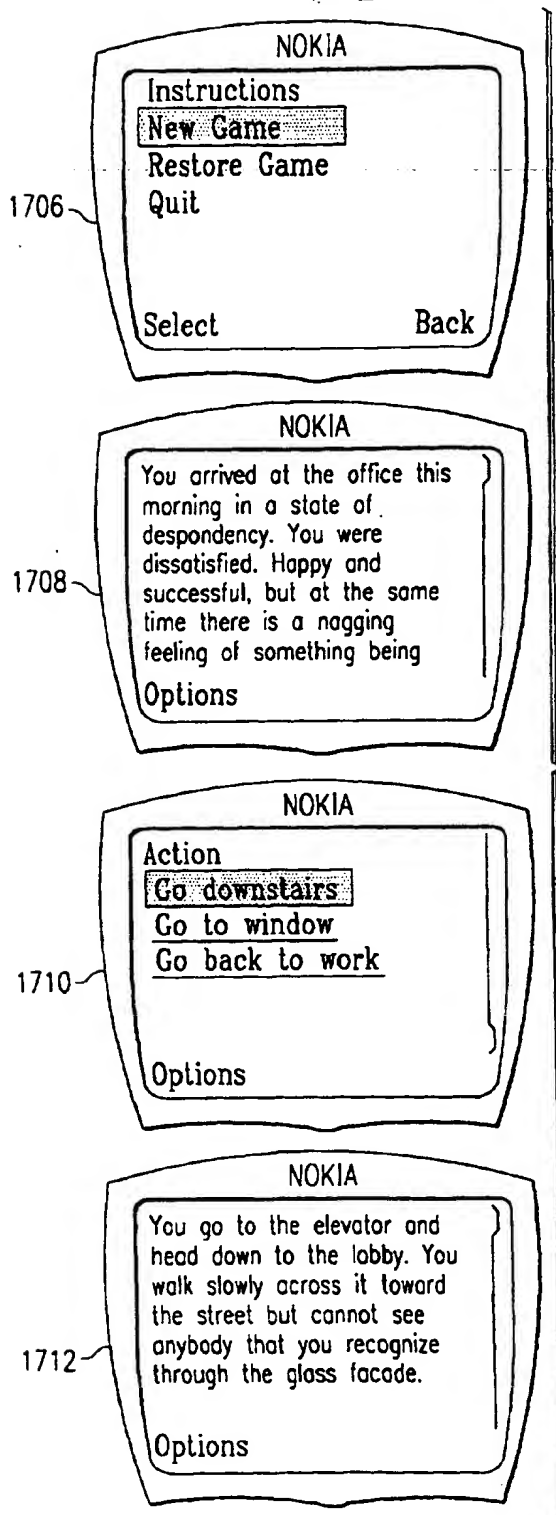 NOKIA
Instructions
New Game
Restore Game
Quit
1706
Select Back
NOKIA
You arrived at the office this
morning in a state of
despondency. You were
dissatisfied. Happy and
successful, but at the same
time there is a nagging
feeling of something being
1708
Options
NOKIA
Action
Go downstairs
Go to window
Go back to work
1710
Options
NOKIA
You go to the elevator and
head down to the lobby. You
walk slowly across it toward
the street but cannot see
anybody that you recognize
through the glass facade.
1712
Options